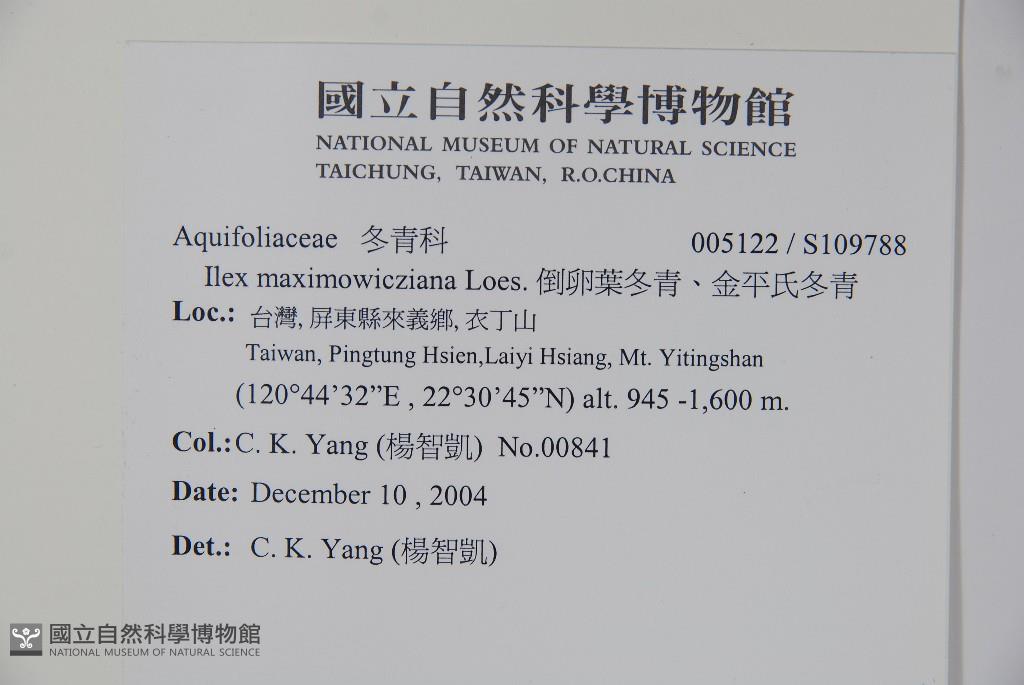 國立自然科學博物館
NATIONAL MUSEUM OF NATURAL SCIENCE
TAICHUNG, TAIWAN, R.O.CHINA
Aquifoliaceae 冬青科 005122 / S109788
Ilex maximowicziana Loes. 倒卵葉冬青、金平氏冬青
Loc.: 台灣, 屏東縣來義鄉, 衣丁山
Taiwan, Pingtung Hsien,Laiyi Hsiang, Mt. Yitingshan
(120°44’32”E , 22°30’45”N) alt. 945 -1,600 m.
Col.:C. K. Yang (楊智凱) No.00841
Date: December 10 , 2004
Det.: C. K. Yang (楊智凱)
國立自然科學博物館
NATIONAL MUSEUM OF NATURAL SCIENCE